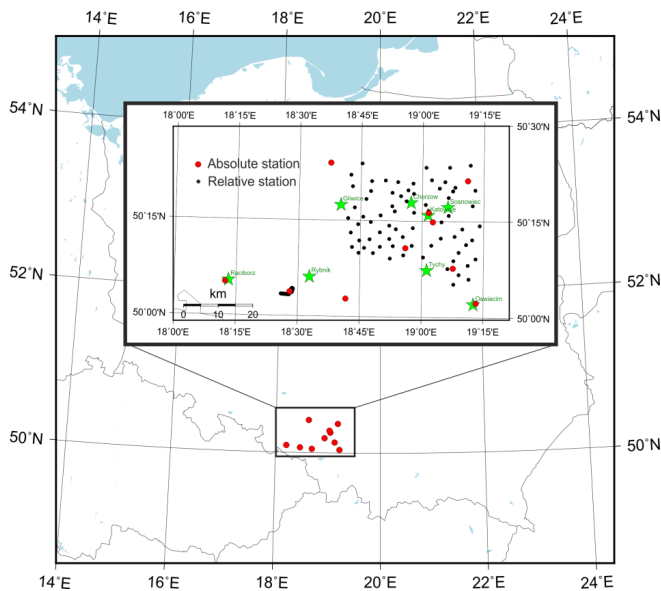 14°E 16°E 18°E 20°E 22°E 24°E
54°N 54°N
18°00'E 18°15'E 18°30'E 18°45'E 19°00'E 19°15'E
50°30'N
Absolute station
Relative station
Gliwice Chorzow Sosnowiec
Katowice
50°15'N 50°15'N
Raciborz Rybnik Tychy
Oswiecim
km
0 10 20
50°00'N 50°00'N
18°00'E 18°15'E 18°30'E 18°45'E 19°00'E 19°15'E
52°N 52°N
50°N 50°N
14°E 16°E 18°E 20°E 22°E 24°E